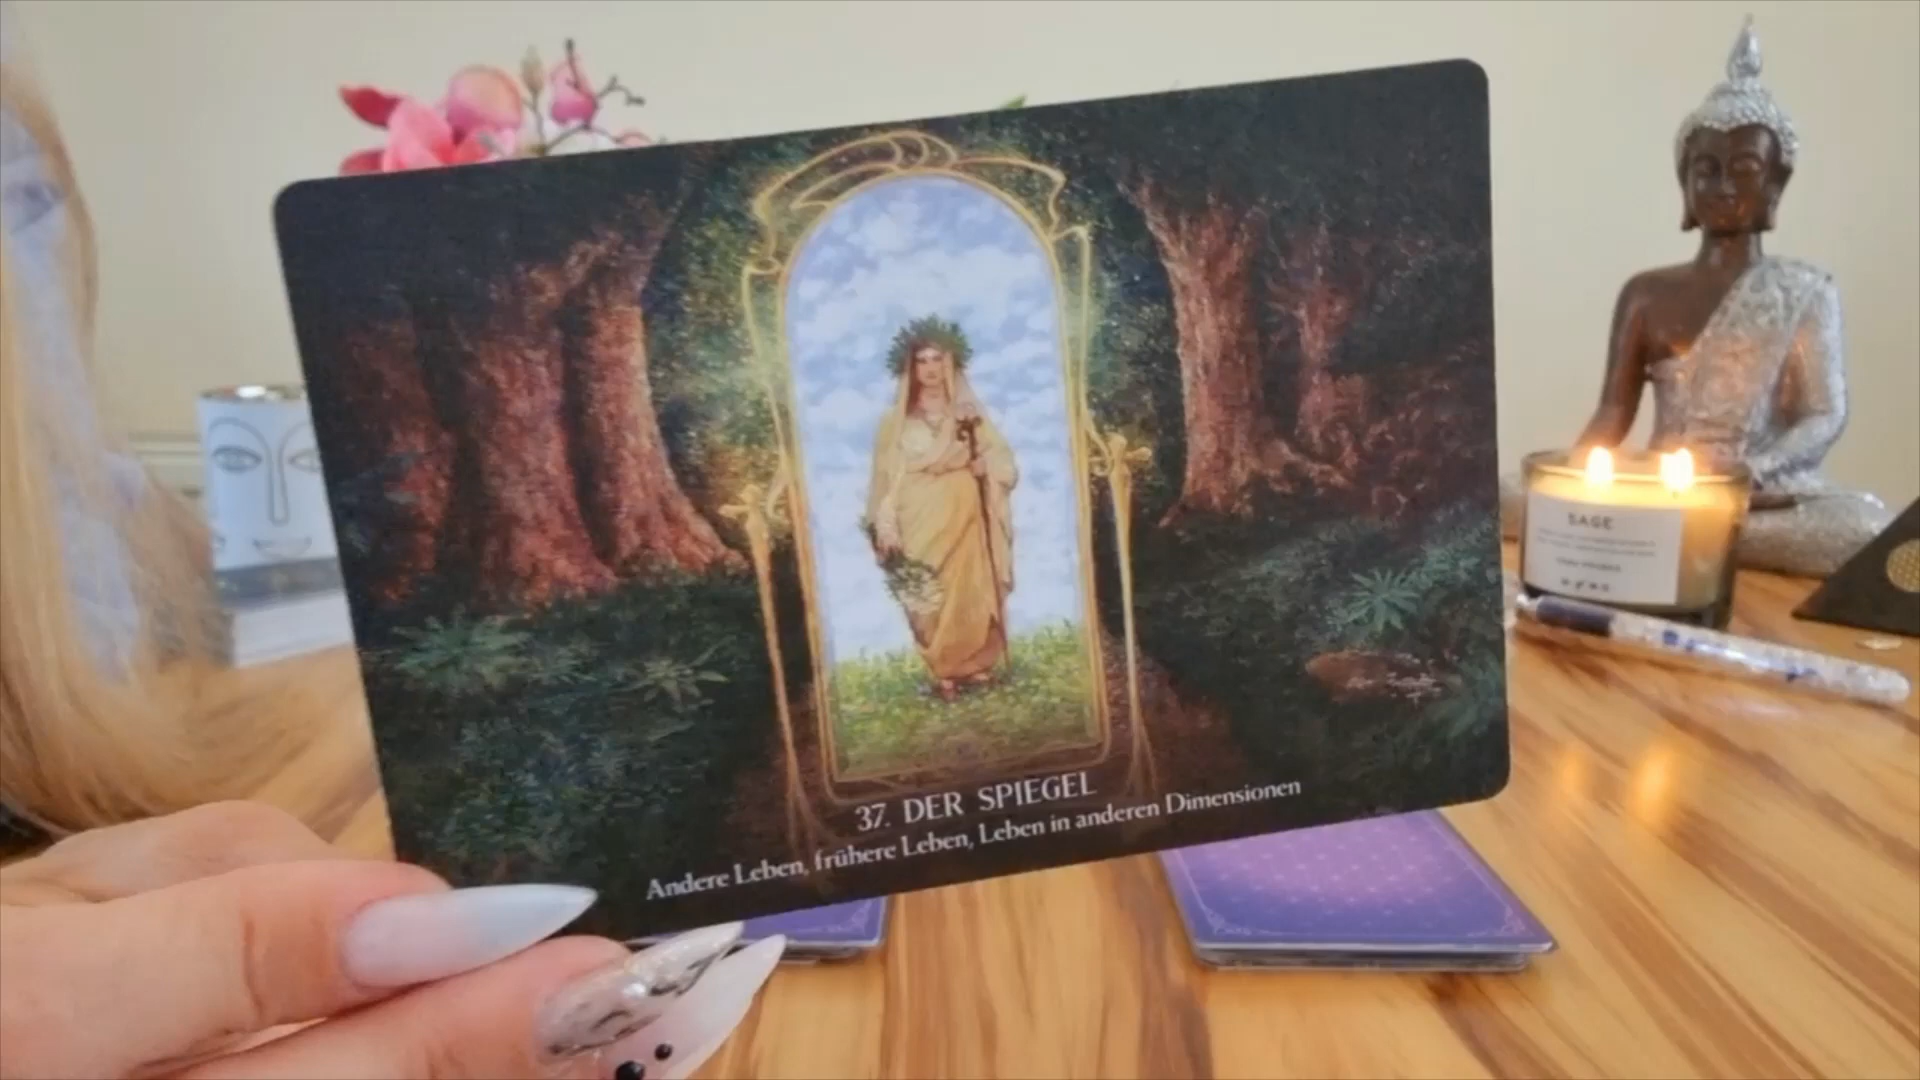 37. DER SPIEGEL
Andere Leben, frühere Leben, Leben in anderen Dimensionen
SAGE